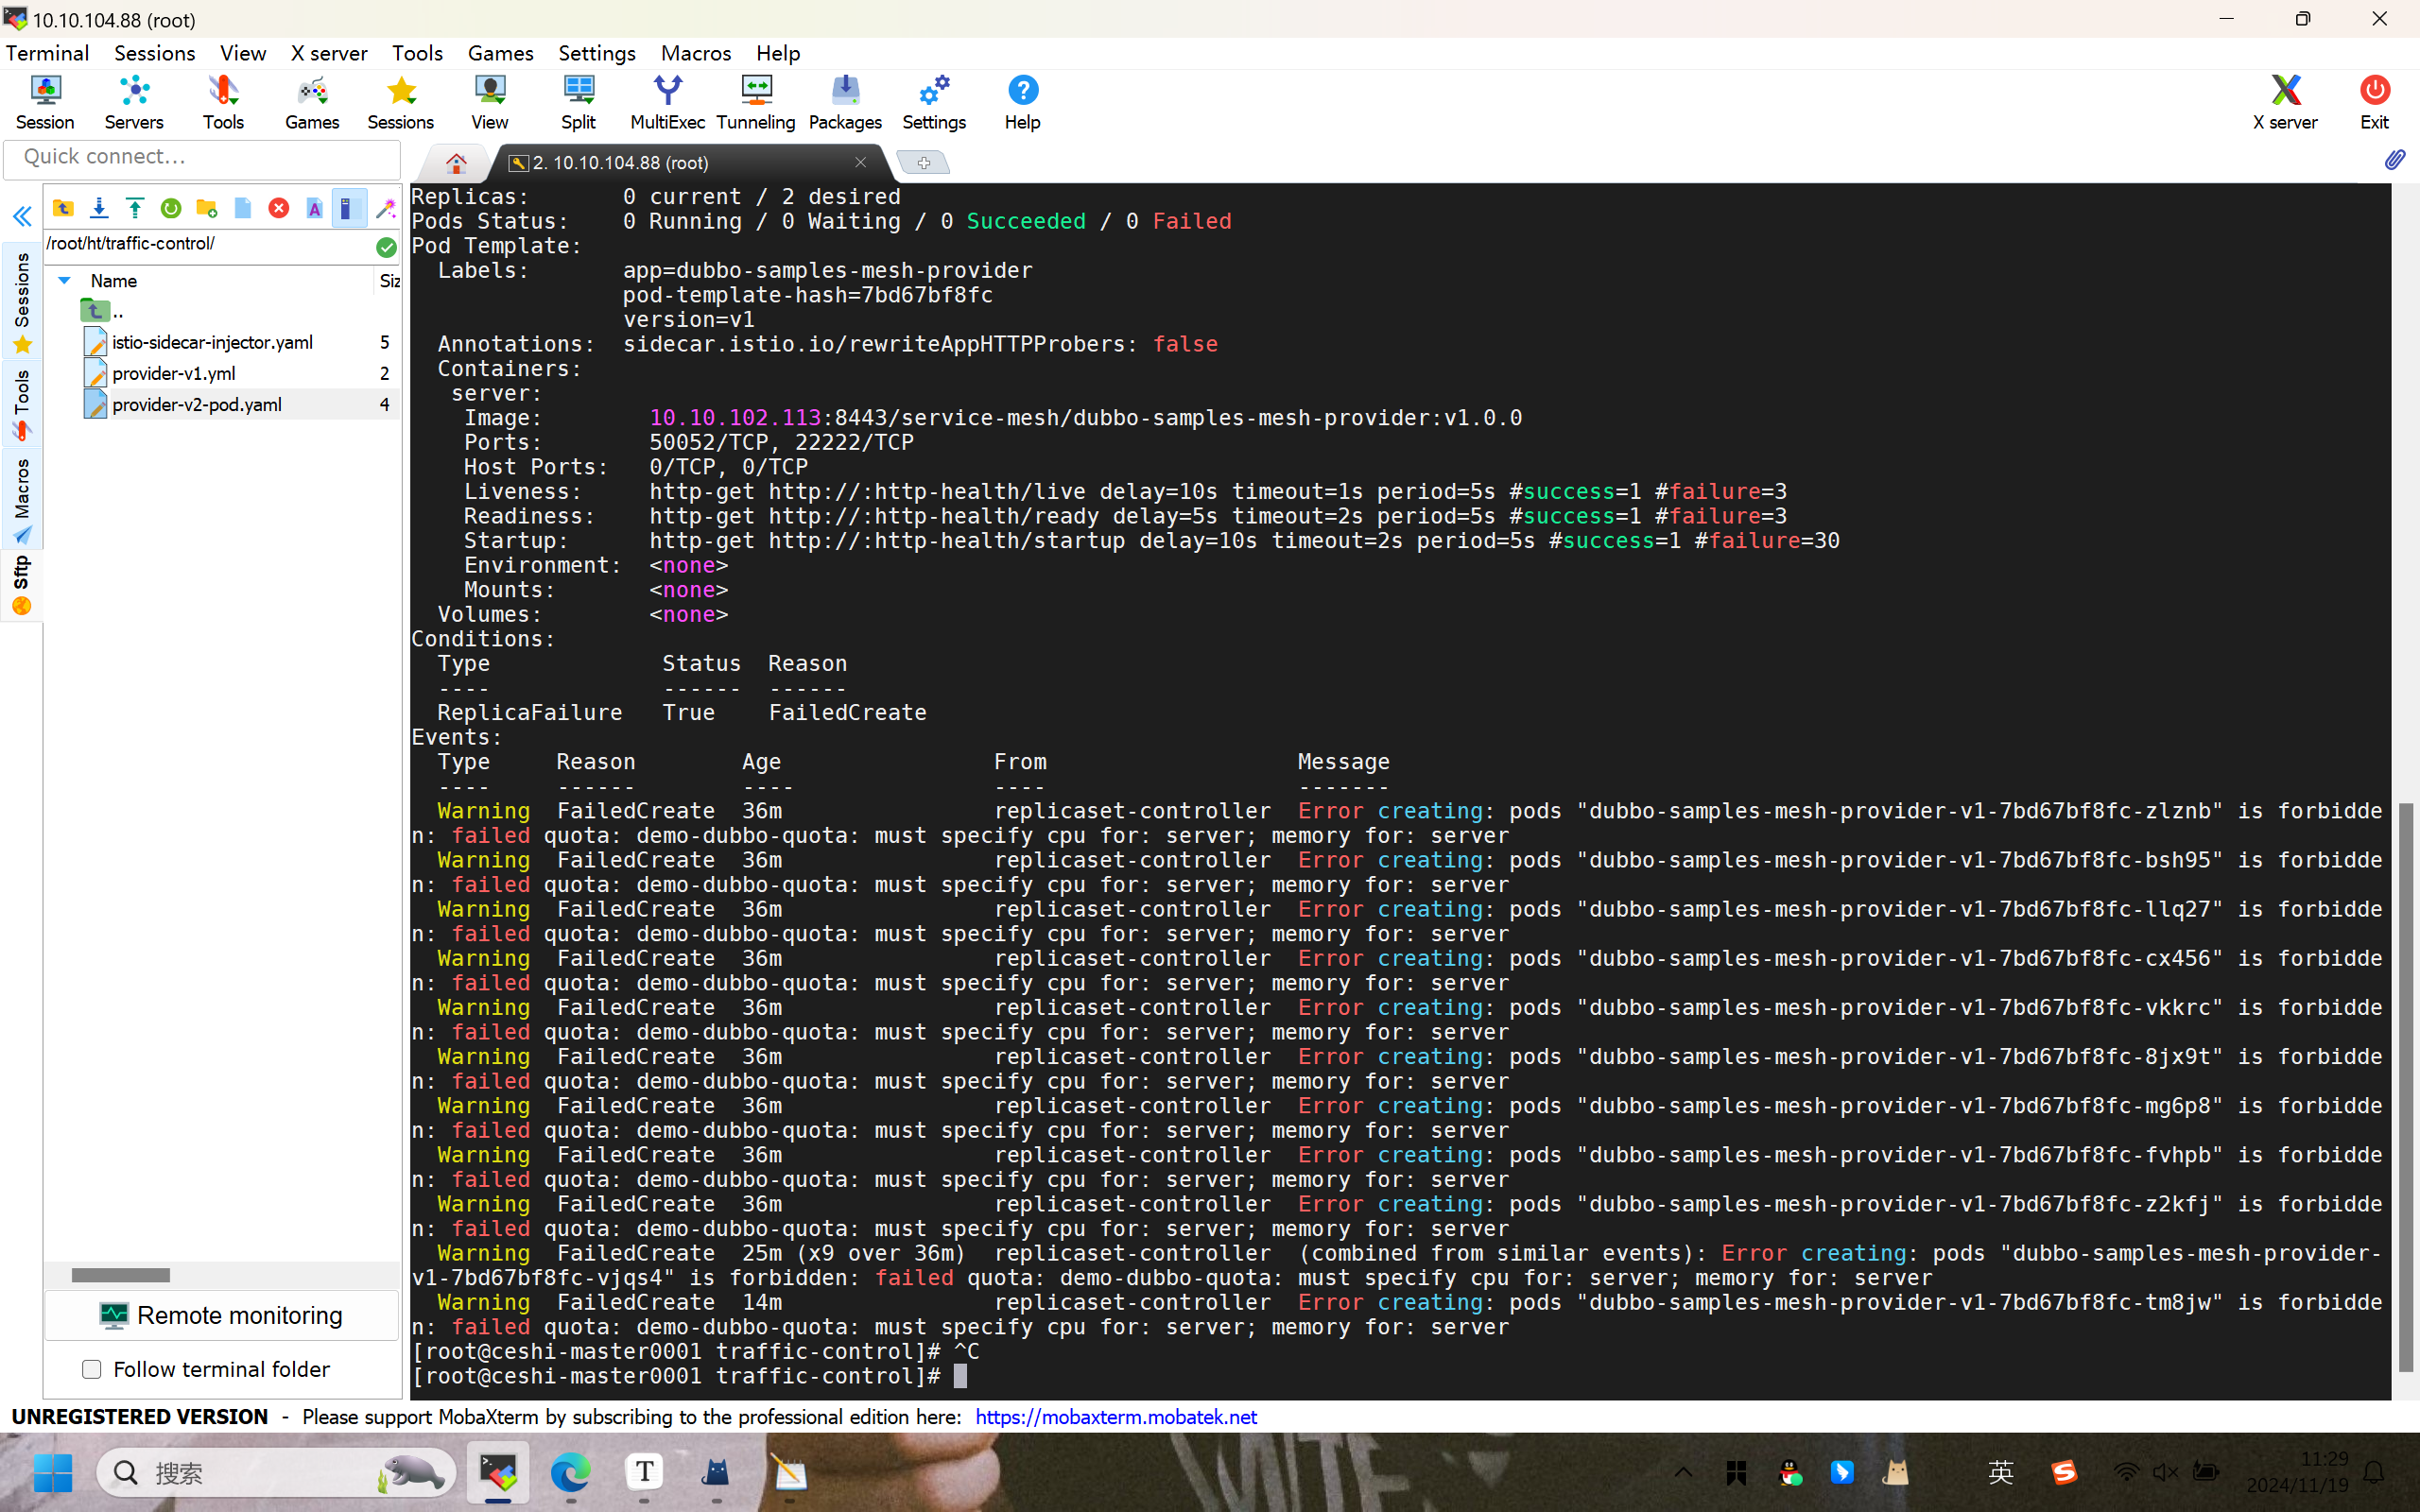 10.10.104.88 (root)
Terminal Sessions View X server Tools Games Settings Macros Help
Session Servers Tools Games Sessions View Split MultiExec Tunneling Packages Settings Help X server Exit
Quick connect...
2. 10.10.104.88 (root)
/root/ht/traffic-control/
Name Siz
..
istio-sidecar-injector.yaml 5
provider-v1.yml 2
provider-v2-pod.yaml 4
Sessions
Tools
Macros
Sftp
Remote monitoring
Follow terminal folder
Replicas: 0 current / 2 desired
Pods Status: 0 Running / 0 Waiting / 0 Succeeded / 0 Failed
Pod Template:
Labels: app=dubbo-samples-mesh-provider
pod-template-hash=7bd67bf8fc
version=v1
Annotations: sidecar.istio.io/rewriteAppHTTPProbers: false
Containers:
server:
Image: 10.10.102.113:8443/service-mesh/dubbo-samples-mesh-provider:v1.0.0
Ports: 50052/TCP, 22222/TCP
Host Ports: 0/TCP, 0/TCP
Liveness: http-get http://:http-health/live delay=10s timeout=1s period=5s #success=1 #failure=3
Readiness: http-get http://:http-health/ready delay=5s timeout=2s period=5s #success=1 #failure=3
Startup: http-get http://:http-health/startup delay=10s timeout=2s period=5s #success=1 #failure=30
Environment: <none>
Mounts: <none>
Volumes: <none>
Conditions:
Type Status Reason
---- ------ ------
ReplicaFailure True FailedCreate
Events:
Type Reason Age From Message
---- ------ ---- ---- -------
Warning FailedCreate 36m replicaset-controller Error creating: pods "dubbo-samples-mesh-provider-v1-7bd67bf8fc-zlznb" is forbidde
n: failed quota: demo-dubbo-quota: must specify cpu for: server; memory for: server
Warning FailedCreate 36m replicaset-controller Error creating: pods "dubbo-samples-mesh-provider-v1-7bd67bf8fc-bsh95" is forbidde
n: failed quota: demo-dubbo-quota: must specify cpu for: server; memory for: server
Warning FailedCreate 36m replicaset-controller Error creating: pods "dubbo-samples-mesh-provider-v1-7bd67bf8fc-llq27" is forbidde
n: failed quota: demo-dubbo-quota: must specify cpu for: server; memory for: server
Warning FailedCreate 36m replicaset-controller Error creating: pods "dubbo-samples-mesh-provider-v1-7bd67bf8fc-cx456" is forbidde
n: failed quota: demo-dubbo-quota: must specify cpu for: server; memory for: server
Warning FailedCreate 36m replicaset-controller Error creating: pods "dubbo-samples-mesh-provider-v1-7bd67bf8fc-vkkrc" is forbidde
n: failed quota: demo-dubbo-quota: must specify cpu for: server; memory for: server
Warning FailedCreate 36m replicaset-controller Error creating: pods "dubbo-samples-mesh-provider-v1-7bd67bf8fc-8jx9t" is forbidde
n: failed quota: demo-dubbo-quota: must specify cpu for: server; memory for: server
Warning FailedCreate 36m replicaset-controller Error creating: pods "dubbo-samples-mesh-provider-v1-7bd67bf8fc-mg6p8" is forbidde
n: failed quota: demo-dubbo-quota: must specify cpu for: server; memory for: server
Warning FailedCreate 36m replicaset-controller Error creating: pods "dubbo-samples-mesh-provider-v1-7bd67bf8fc-fvhpb" is forbidde
n: failed quota: demo-dubbo-quota: must specify cpu for: server; memory for: server
Warning FailedCreate 36m replicaset-controller Error creating: pods "dubbo-samples-mesh-provider-v1-7bd67bf8fc-z2kfj" is forbidde
n: failed quota: demo-dubbo-quota: must specify cpu for: server; memory for: server
Warning FailedCreate 25m (x9 over 36m) replicaset-controller (combined from similar events): Error creating: pods "dubbo-samples-mesh-provider-
v1-7bd67bf8fc-vjqs4" is forbidden: failed quota: demo-dubbo-quota: must specify cpu for: server; memory for: server
Warning FailedCreate 14m replicaset-controller Error creating: pods "dubbo-samples-mesh-provider-v1-7bd67bf8fc-tm8jw" is forbidde
n: failed quota: demo-dubbo-quota: must specify cpu for: server; memory for: server
[root@ceshi-master0001 traffic-control]# ^C
[root@ceshi-master0001 traffic-control]#
UNREGISTERED VERSION - Please support MobaXterm by subscribing to the professional edition here: https://mobaxterm.mobatek.net
搜索
英
11:29
2024/11/19